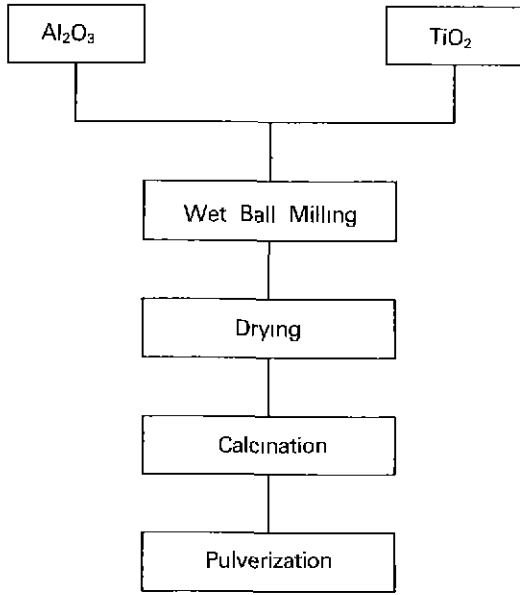 Al₂O₃
TiO₂
Wet Ball Milling
Drying
Calcination
Pulverization